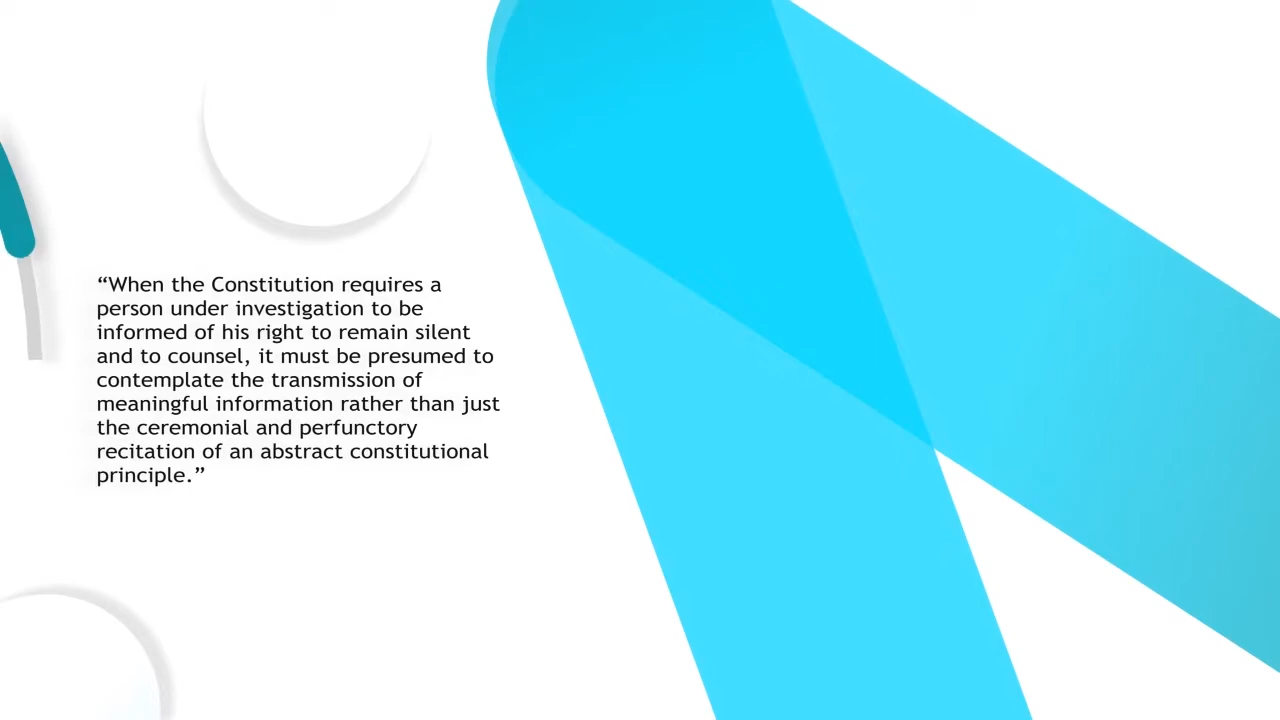 “When the Constitution requires a
person under investigation to be
informed of his right to remain silent
and to counsel, it must be presumed to
contemplate the transmission of
meaningful information rather than just
the ceremonial and perfunctory
recitation of an abstract constitutional
principle.”